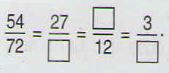 54/72 = 27/□ = □/12 = 3/□.